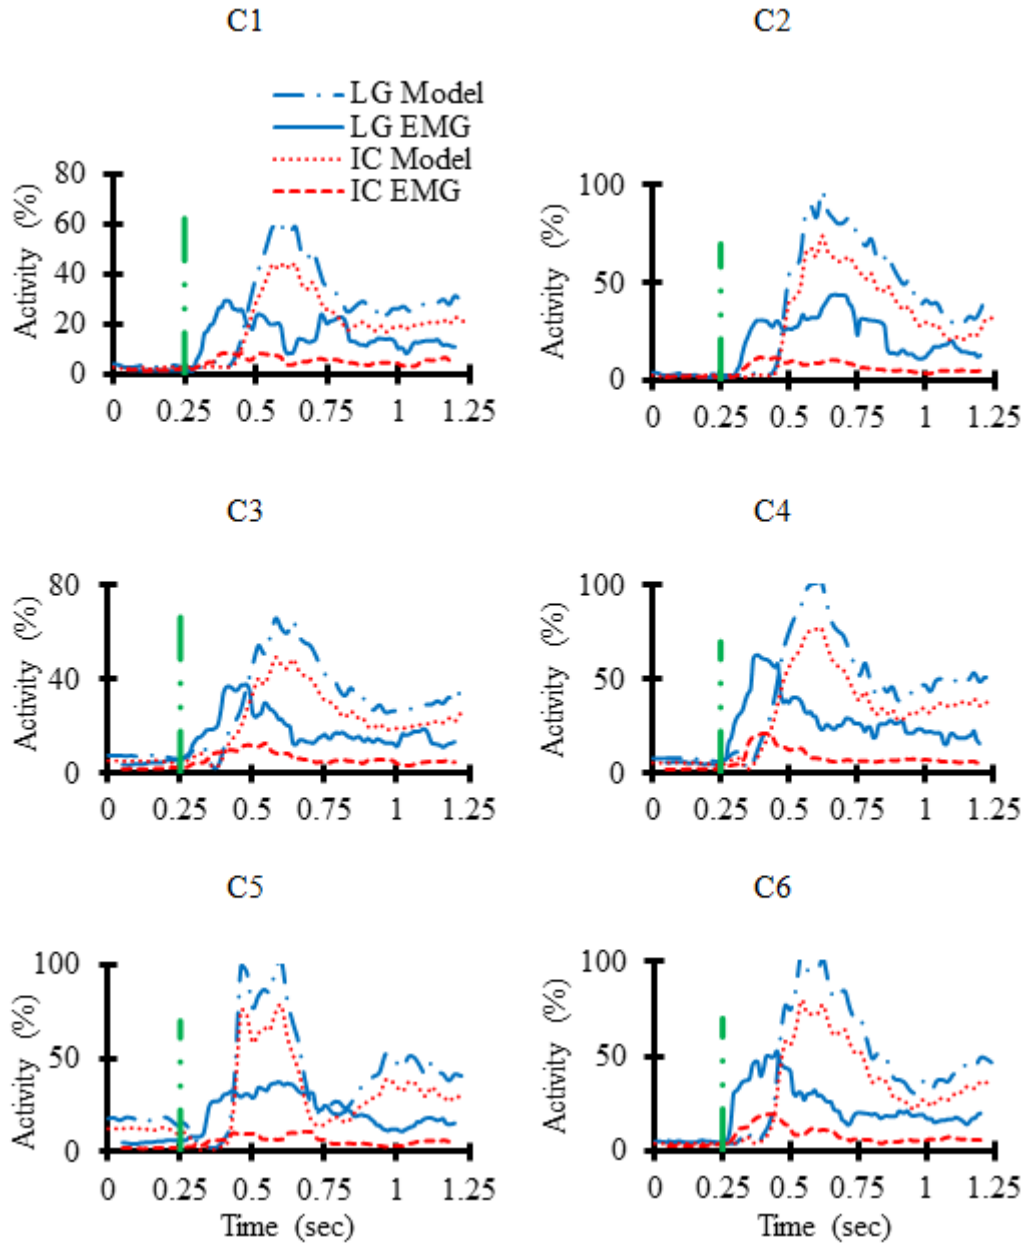 C1
C2
LG Model
LG EMG
IC Model
IC EMG
80
60
40
20
0
Activity (%)
0 0.25 0.5 0.75 1 1.25
100
50
0
Activity (%)
0 0.25 0.5 0.75 1 1.25
C3
C4
80
40
0
Activity (%)
0 0.25 0.5 0.75 1 1.25
100
50
0
Activity (%)
0 0.25 0.5 0.75 1 1.25
C5
C6
100
50
0
Activity (%)
0 0.25 0.5 0.75 1 1.25
Time (sec)
100
50
0
Activity (%)
0 0.25 0.5 0.75 1 1.25
Time (sec)